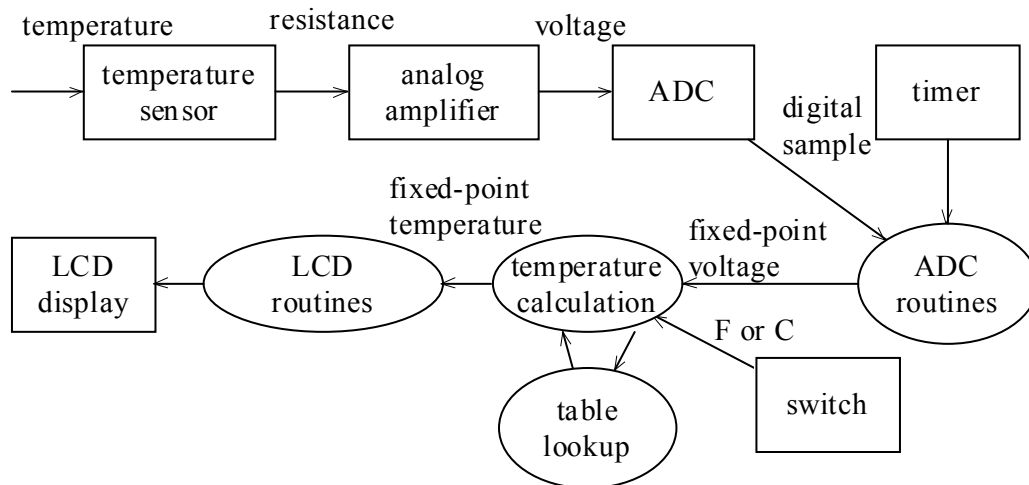 temperature
resistance
voltage
temperature
sensor
analog
amplifier
ADC
timer
digital
sample
fixed-point
temperature
fixed-point
voltage
LCD
display
LCD
routines
temperature
calculation
ADC
routines
F or C
table
lookup
switch